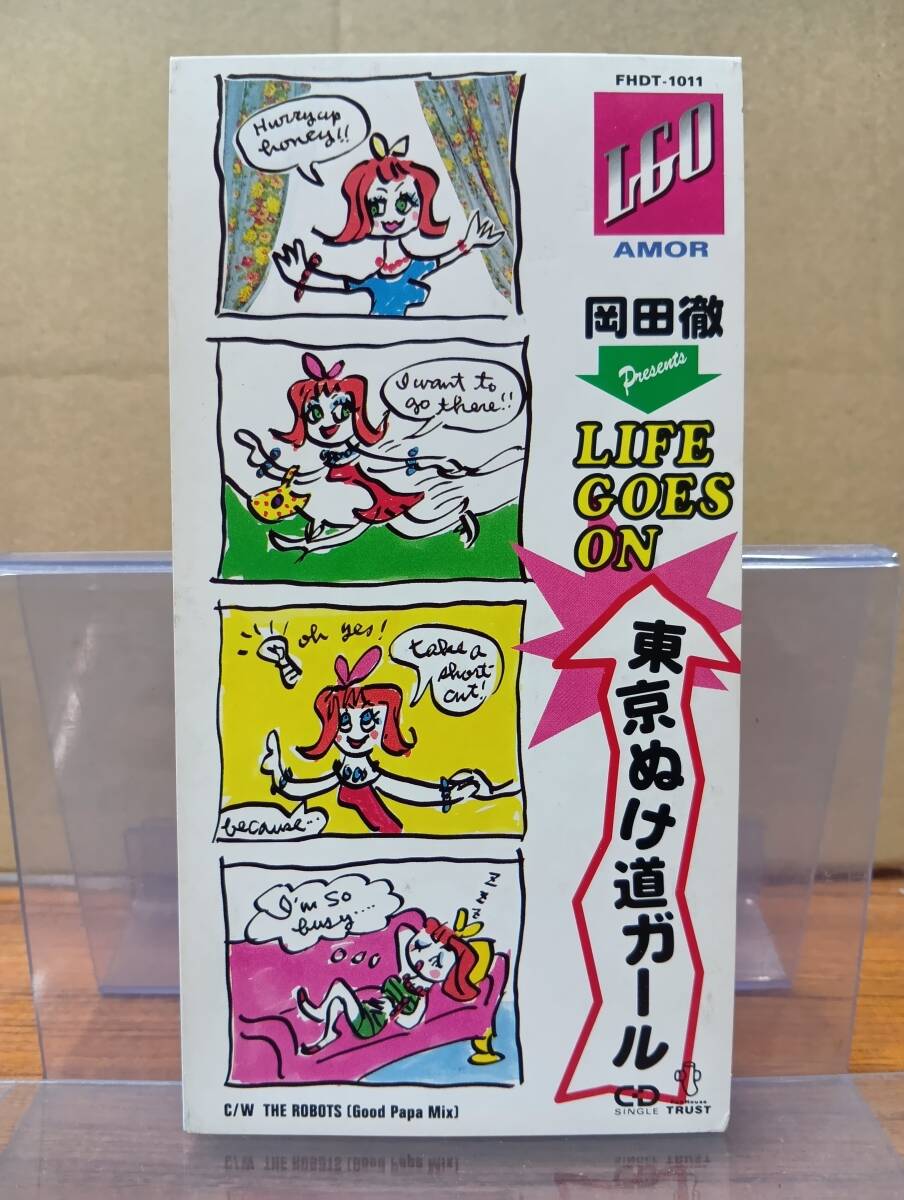 FHDT-1011
LGO
AMOR
岡田徹
Presents
LIFE
GOES
ON
東京ぬけ道ガール
Hurry up
honey!!
I want to
go there!!
oh yes!
take a
short-
cut!!
because...
I'm so
busy....
z z z
C/W THE ROBOTS (Good Papa Mix)
CD
SINGLE
FunHouse
TRUST